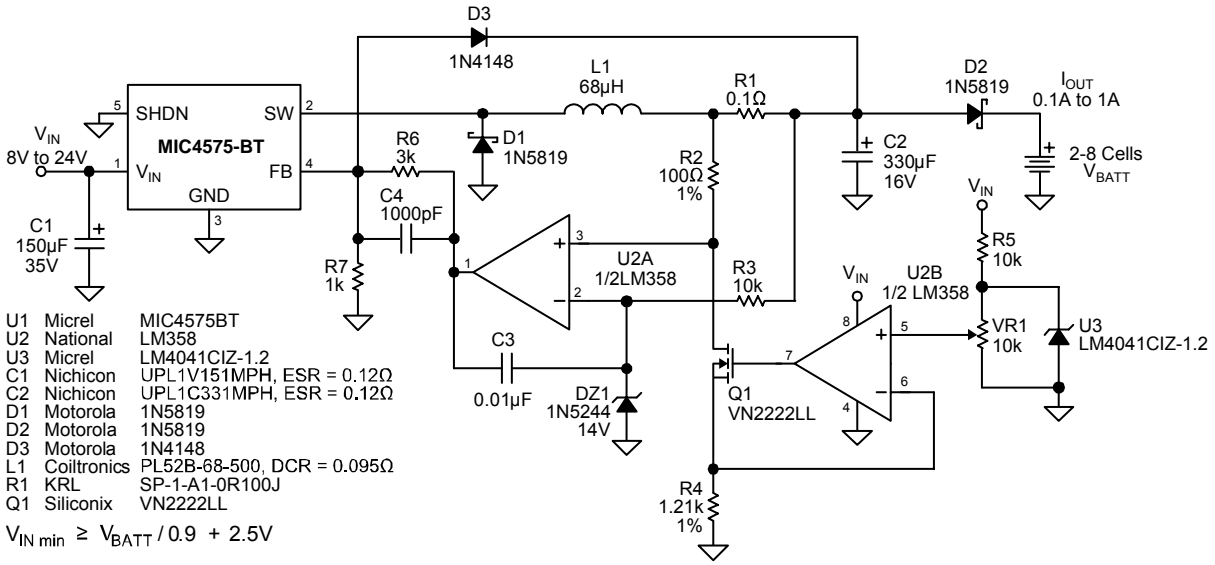 D3
1N4148
L1
68µH
R1
0.1Ω
D2
1N5819
I_OUT
0.1A to 1A
5
SHDN
SW
2
MIC4575-BT
V_IN
8V to 24V
1
V_IN
FB
4
GND
3
R6
3k
D1
1N5819
C4
1000pF
R2
100Ω
1%
C2
330µF
16V
+
2-8 Cells
V_BATT
+
C1
150µF
35V
+
R7
1k
1
+
3
−
2
U2A
1/2LM358
R3
10k
V_IN
R5
10k
V_IN
U2B
1/2 LM358
8
+
5
7
−
6
4
VR1
10k
U3
LM4041CIZ-1.2
C3
0.01µF
DZ1
1N5244
14V
Q1
VN2222LL
R4
1.21k
1%
U1 Micrel MIC4575BT
U2 National LM358
U3 Micrel LM4041CIZ-1.2
C1 Nichicon UPL1V151MPH, ESR = 0.12Ω
C2 Nichicon UPL1C331MPH, ESR = 0.12Ω
D1 Motorola 1N5819
D2 Motorola 1N5819
D3 Motorola 1N4148
L1 Coiltronics PL52B-68-500, DCR = 0.095Ω
R1 KRL SP-1-A1-0R100J
Q1 Siliconix VN2222LL
V_IN min ≥ V_BATT / 0.9 + 2.5V